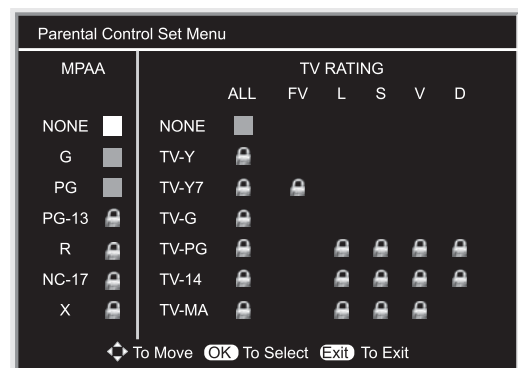 Parental Control Set Menu
MPAA TV RATING
ALL FV L S V D
NONE NONE
G TV-Y
PG TV-Y7
PG-13 TV-G
R TV-PG
NC-17 TV-14
X TV-MA
To Move OK To Select Exit To Exit